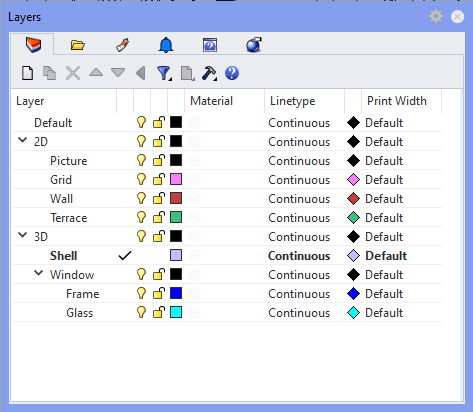 Layers
Layer Material Linetype Print Width
Default Continuous Default
2D Continuous Default
Picture Continuous Default
Grid Continuous Default
Wall Continuous Default
Terrace Continuous Default
3D Continuous Default
Shell Continuous Default
Window Continuous Default
Frame Continuous Default
Glass Continuous Default